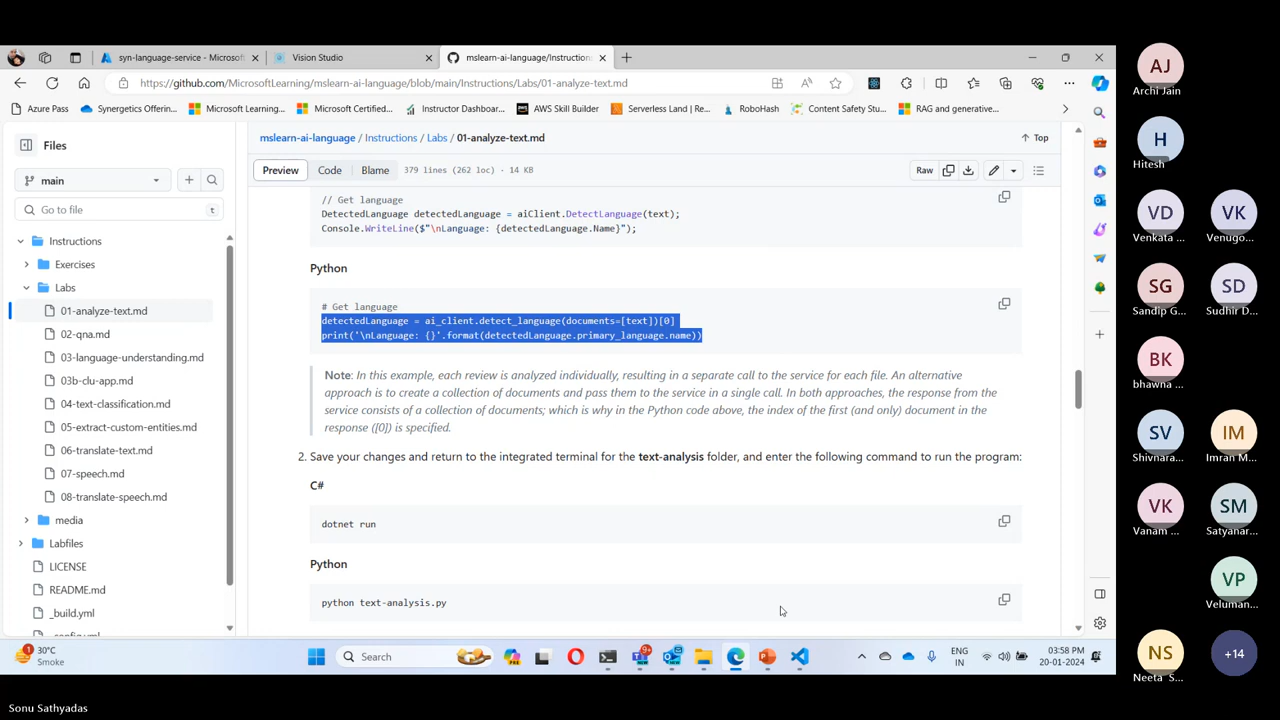 syn-language-service - Microsoft
Vision Studio
mslearn-ai-language/Instructions
https://github.com/MicrosoftLearning/mslearn-ai-language/blob/main/Instructions/Labs/01-analyze-text.md
Azure Pass
Synergetics Offering...
Microsoft Learning...
Microsoft Certified...
Instructor Dashboar...
AWS Skill Builder
Serverless Land | Re...
RoboHash
Content Safety Stu...
RAG and generative...
Files
main
Go to file
t
Instructions
Exercises
Labs
01-analyze-text.md
02-qna.md
03-language-understanding.md
03b-clu-app.md
04-text-classification.md
05-extract-custom-entities.md
06-translate-text.md
07-speech.md
08-translate-speech.md
media
Labfiles
LICENSE
README.md
_build.yml
_config.yml
mslearn-ai-language / Instructions / Labs / 01-analyze-text.md
Top
Preview
Code
Blame
379 lines (262 loc) · 14 KB
Raw
// Get language
DetectedLanguage detectedLanguage = aiClient.DetectLanguage(text);
Console.WriteLine($"\nLanguage: {detectedLanguage.Name}");
Python
# Get language
detectedLanguage = ai_client.detect_language(documents=[text])[0]
print('\nLanguage: {}'.format(detectedLanguage.primary_language.name))
Note: In this example, each review is analyzed individually, resulting in a separate call to the service for each file. An alternative
approach is to create a collection of documents and pass them to the service in a single call. In both approaches, the response from the
service consists of a collection of documents; which is why in the Python code above, the index of the first (and only) document in the
response ([0]) is specified.
2. Save your changes and return to the integrated terminal for the text-analysis folder, and enter the following command to run the program:
C#
dotnet run
Python
python text-analysis.py
30°C
Smoke
Search
ENG
IN
03:58 PM
20-01-2024
AJ
Archi Jain
H
Hitesh
VD
Venkata ...
VK
Venugo...
SG
Sandip G...
SD
Sudhir D...
BK
bhawna ...
SV
Shivnara...
IM
Imran M...
VK
Vanam ...
SM
Satyanar...
VP
Veluman...
NS
Neeta S...
+14
Sonu Sathyadas